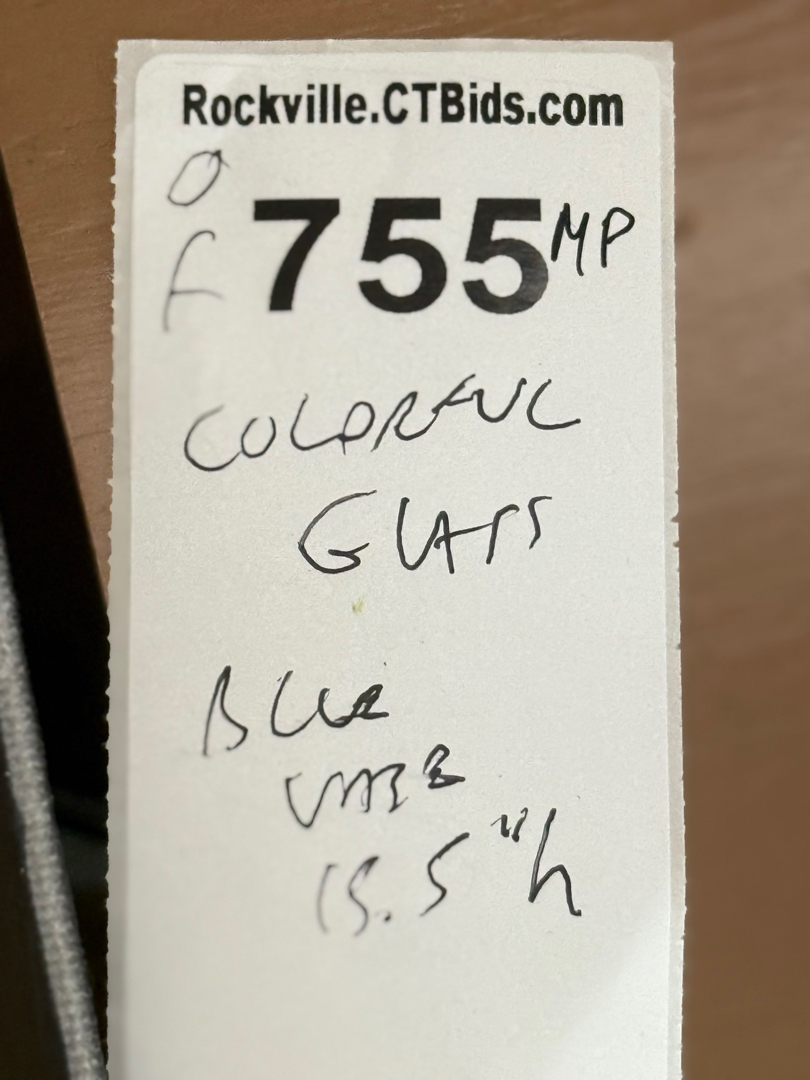 Rockville.CTBids.com
O
F
755 MP
COLORFUL
GLASS
BLUE
VASE
15.5"h